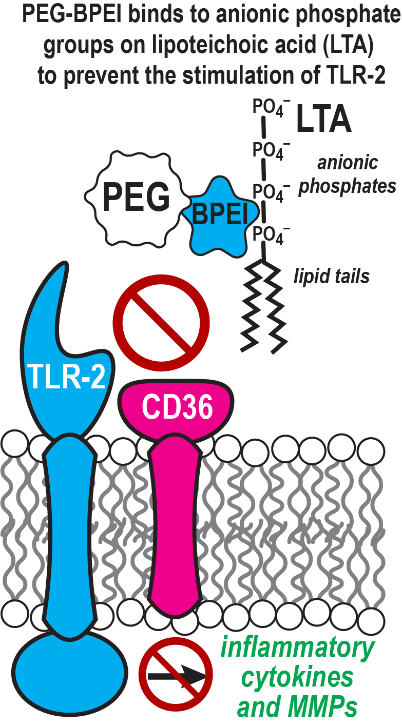 PEG-BPEI binds to anionic phosphate
groups on lipoteichoic acid (LTA)
to prevent the stimulation of TLR-2
PO₄⁻
LTA
PO₄⁻
anionic
phosphates
PO₄⁻
PEG
BPEI
PO₄⁻
lipid tails
TLR-2
CD36
inflammatory
cytokines
and MMPs